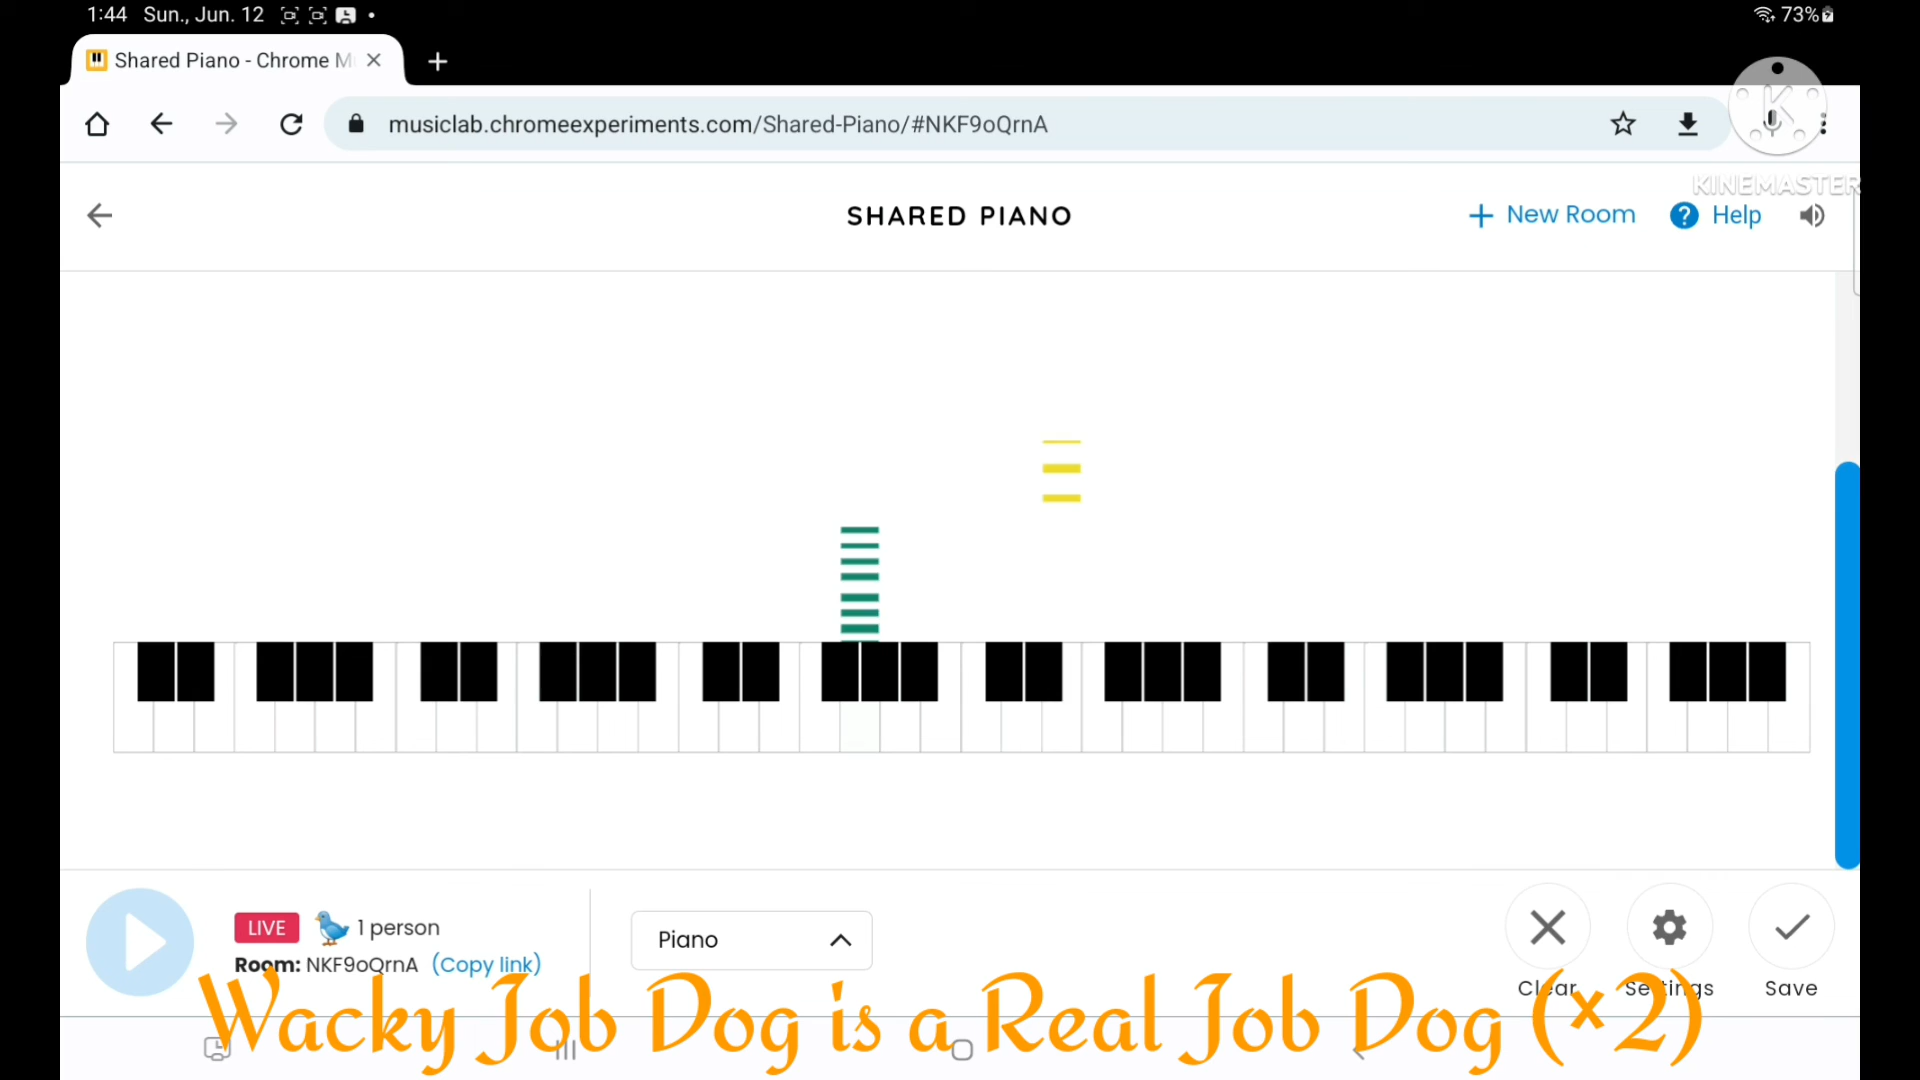 1:44 Sun., Jun. 12 73%
Shared Piano - Chrome M
musiclab.chromeexperiments.com/Shared-Piano/#NKF9oQrnA
KINEMASTER
SHARED PIANO
New Room Help
LIVE 1 person
Room: NKF9oQrnA (Copy link)
Piano
Clear Settings Save
Wacky Job Dog is a Real Job Dog (×2)